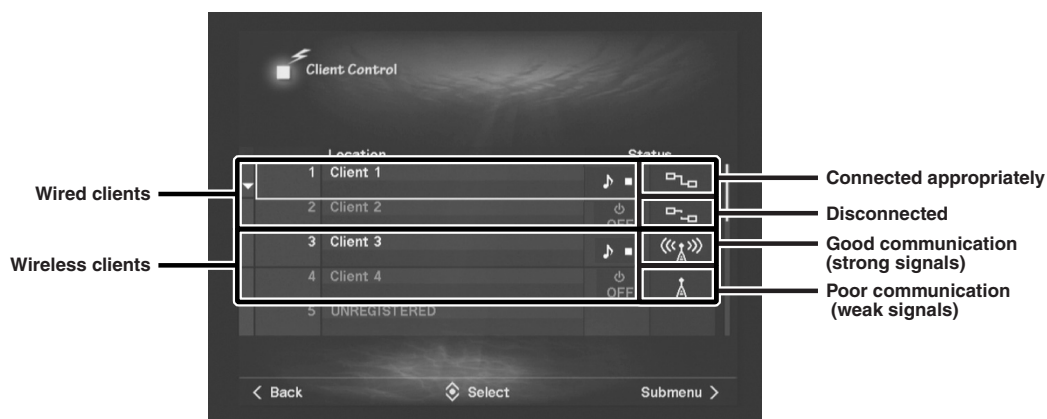 Client Control
Location Status
1 Client 1
2 Client 2
OFF
3 Client 3
4 Client 4
OFF
5 UNREGISTERED
Back Select Submenu
Wired clients
Wireless clients
Connected appropriately
Disconnected
Good communication
(strong signals)
Poor communication
(weak signals)